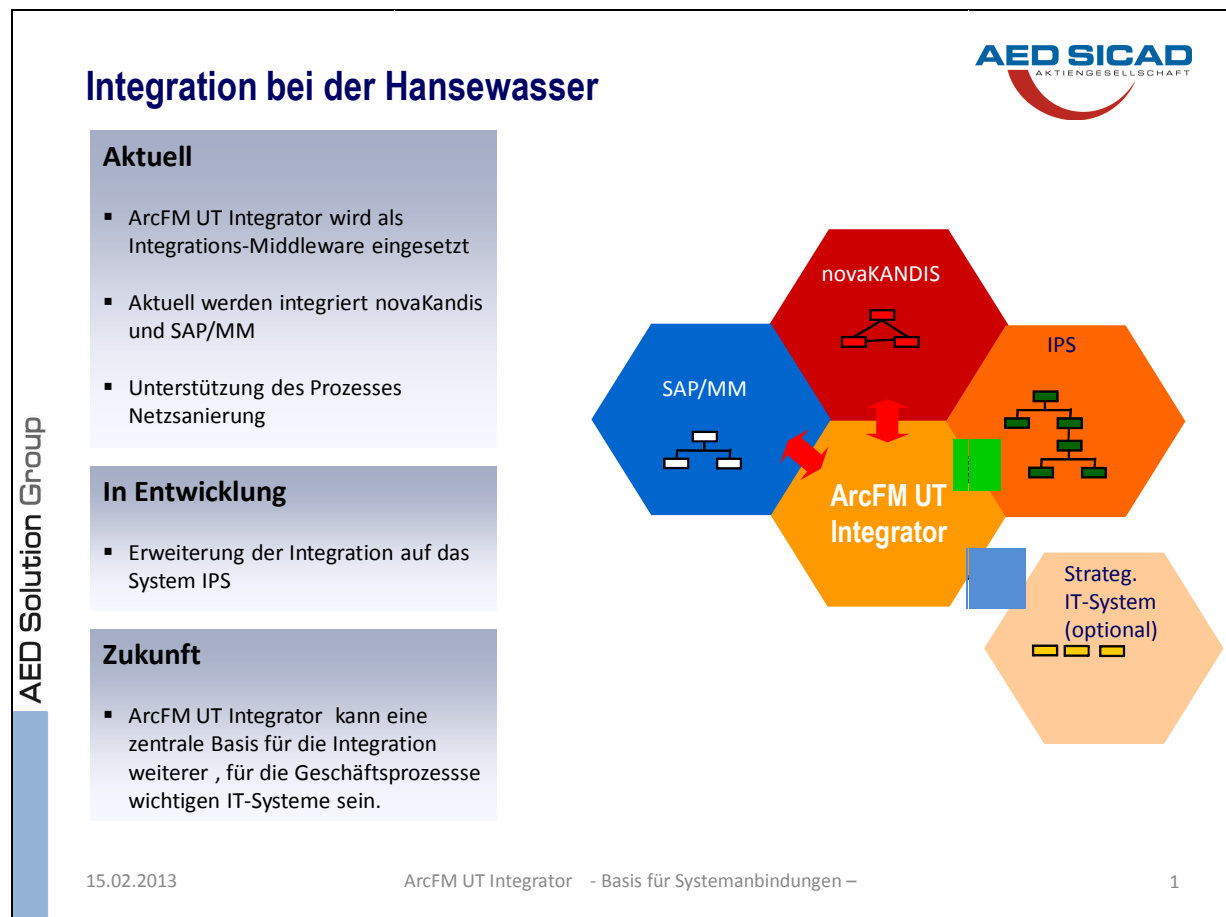 AED SICAD
AKTIENGESELLSCHAFT
Integration bei der Hansewasser
Aktuell
▪ ArcFM UT Integrator wird als
Integrations-Middleware eingesetzt
▪ Aktuell werden integriert novaKandis
und SAP/MM
▪ Unterstützung des Prozesses
Netzsanierung
In Entwicklung
▪ Erweiterung der Integration auf das
System IPS
Zukunft
▪ ArcFM UT Integrator kann eine
zentrale Basis für die Integration
weiterer , für die Geschäftsprozessse
wichtigen IT-Systeme sein.
novaKANDIS
IPS
SAP/MM
ArcFM UT
Integrator
Strateg.
IT-System
(optional)
AED Solution Group
15.02.2013
ArcFM UT Integrator - Basis für Systemanbindungen –
1